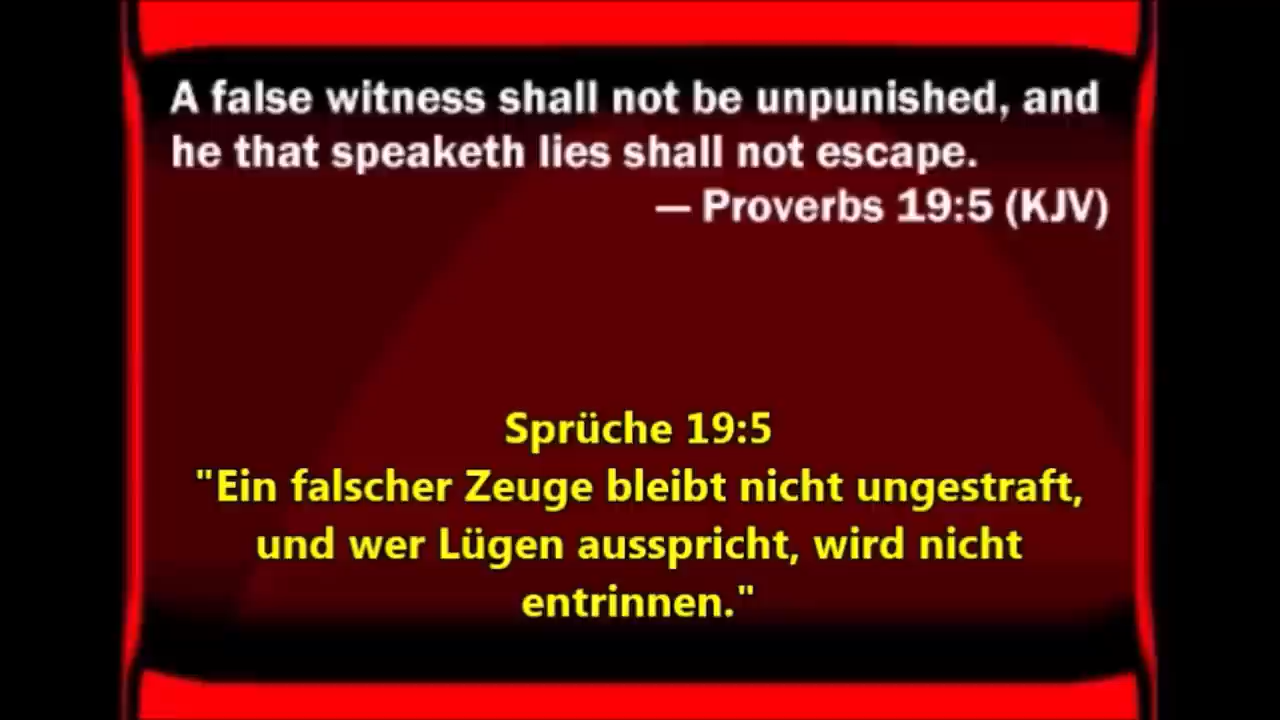 A false witness shall not be unpunished, and
he that speaketh lies shall not escape.
— Proverbs 19:5 (KJV)
Sprüche 19:5
"Ein falscher Zeuge bleibt nicht ungestraft,
und wer Lügen ausspricht, wird nicht
entrinnen."